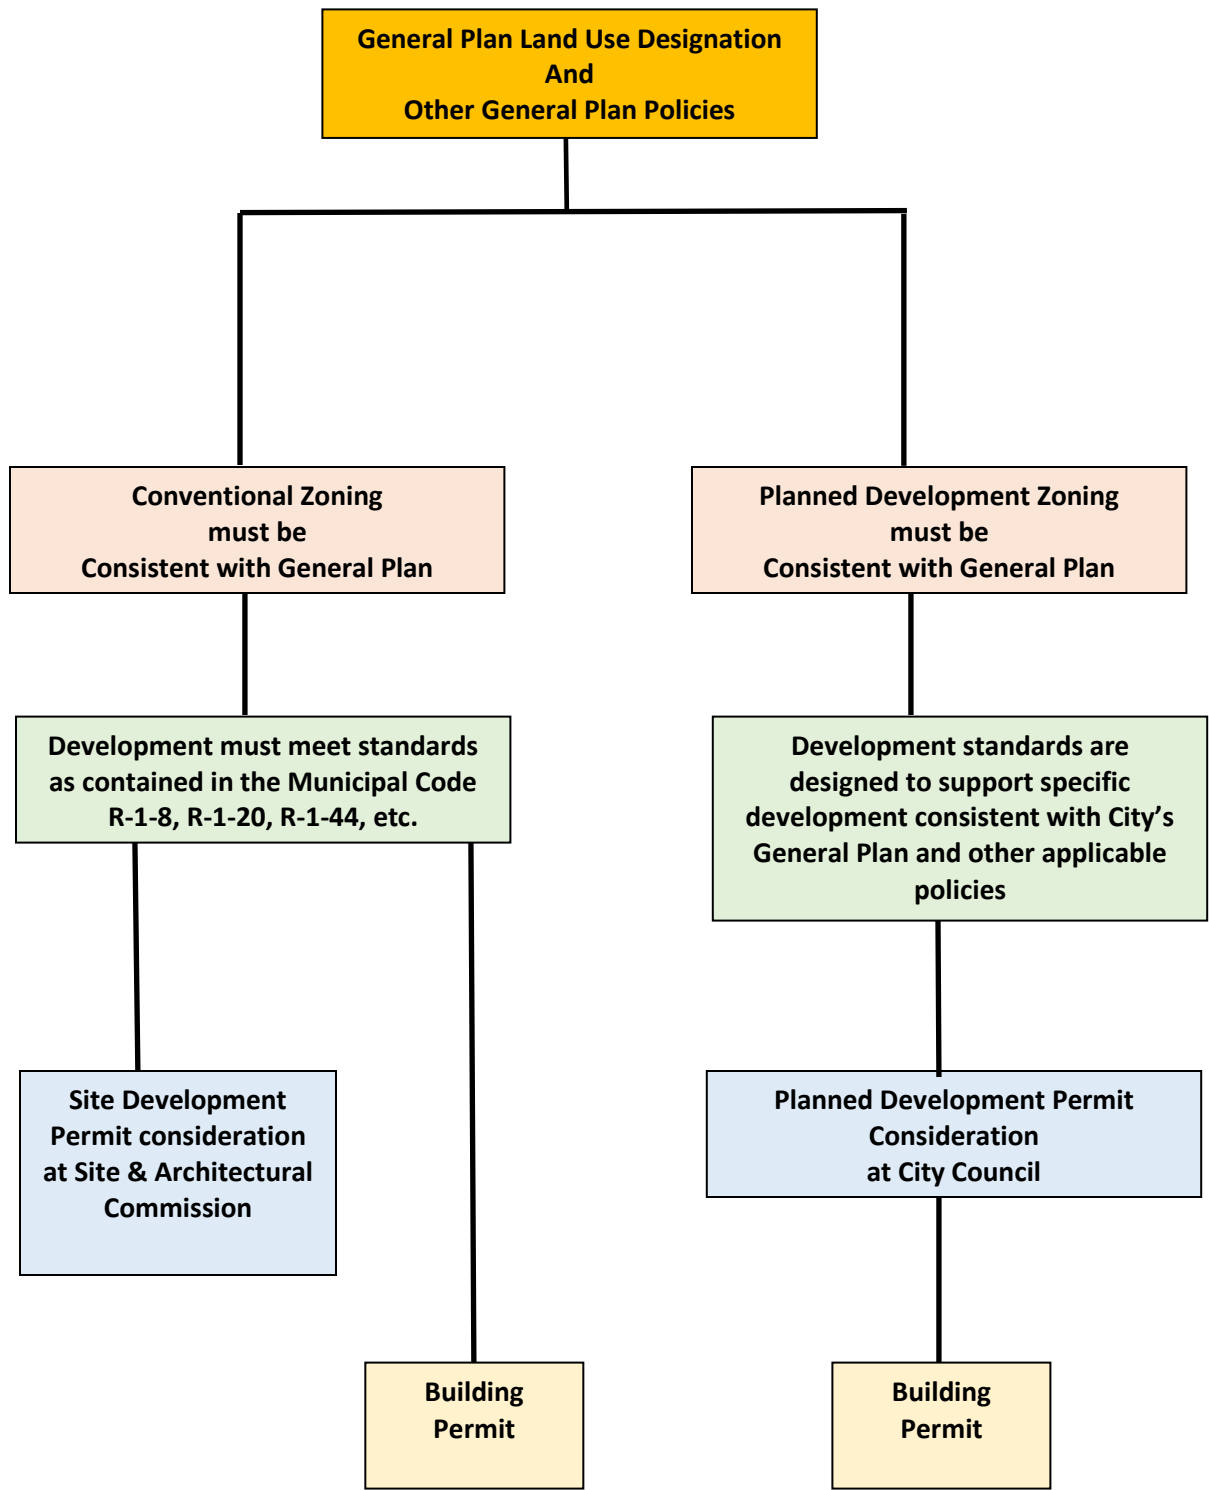 General Plan Land Use Designation
And
Other General Plan Policies
Conventional Zoning
must be
Consistent with General Plan
Planned Development Zoning
must be
Consistent with General Plan
Development must meet standards
as contained in the Municipal Code
R-1-8, R-1-20, R-1-44, etc.
Development standards are
designed to support specific
development consistent with City’s
General Plan and other applicable
policies
Site Development
Permit consideration
at Site & Architectural
Commission
Planned Development Permit
Consideration
at City Council
Building
Permit
Building
Permit